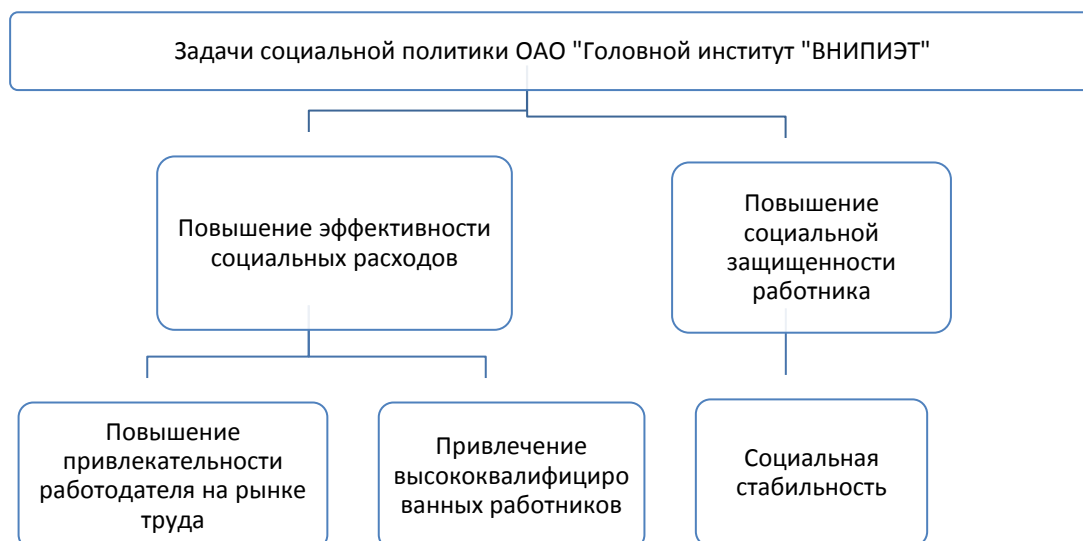 Задачи социальной политики ОАО "Головной институт "ВНИПИЭТ"
Повышение эффективности
социальных расходов
Повышение
социальной
защищенности
работника
Повышение
привлекательности
работодателя на рынке
труда
Привлечение
высококвалифициро
ванных работников
Социальная
стабильность